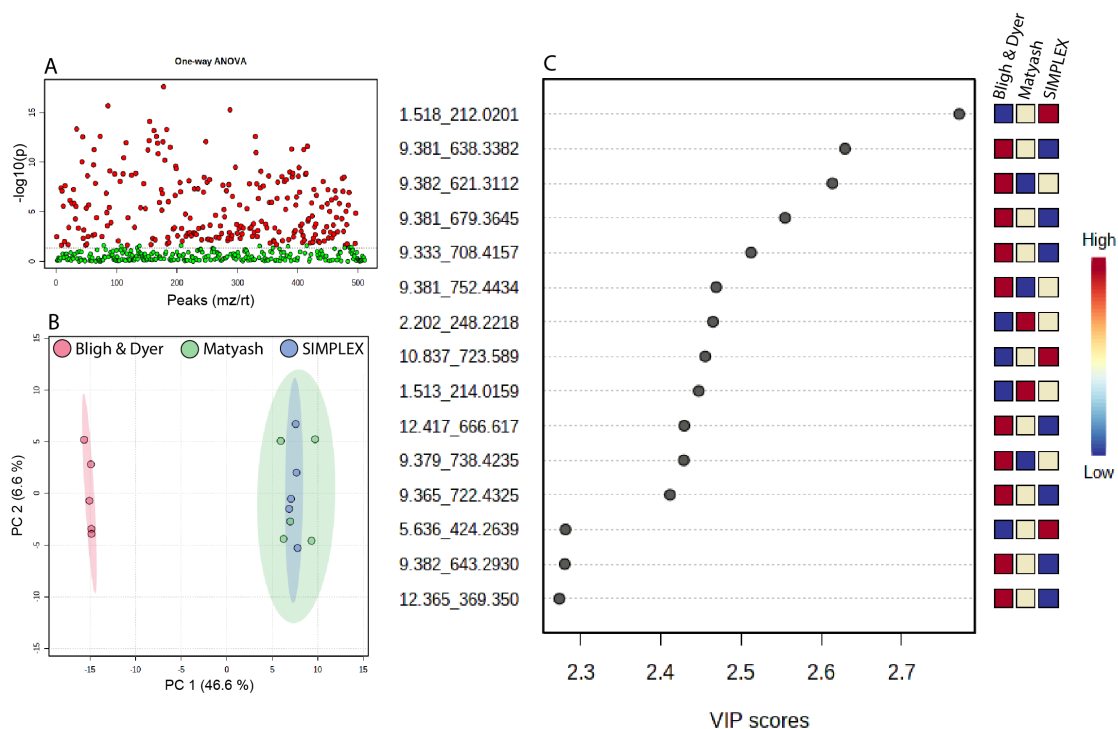 A
One-way ANOVA
-log10(p)
15
10
5
0
0
100
200
300
400
500
Peaks (mz/rt)
B
Bligh & Dyer
Matyash
SIMPLEX
PC 2 (6.6 %)
15
10
5
0
-5
-10
-15
-15
-10
-5
0
5
10
15
PC 1 (46.6 %)
C
1.518_212.0201
9.381_638.3382
9.382_621.3112
9.381_679.3645
9.333_708.4157
9.381_752.4434
2.202_248.2218
10.837_723.589
1.513_214.0159
12.417_666.617
9.379_738.4235
9.365_722.4325
5.636_424.2639
9.382_643.2930
12.365_369.350
2.3
2.4
2.5
2.6
2.7
VIP scores
Bligh & Dyer
Matyash
SIMPLEX
High
Low